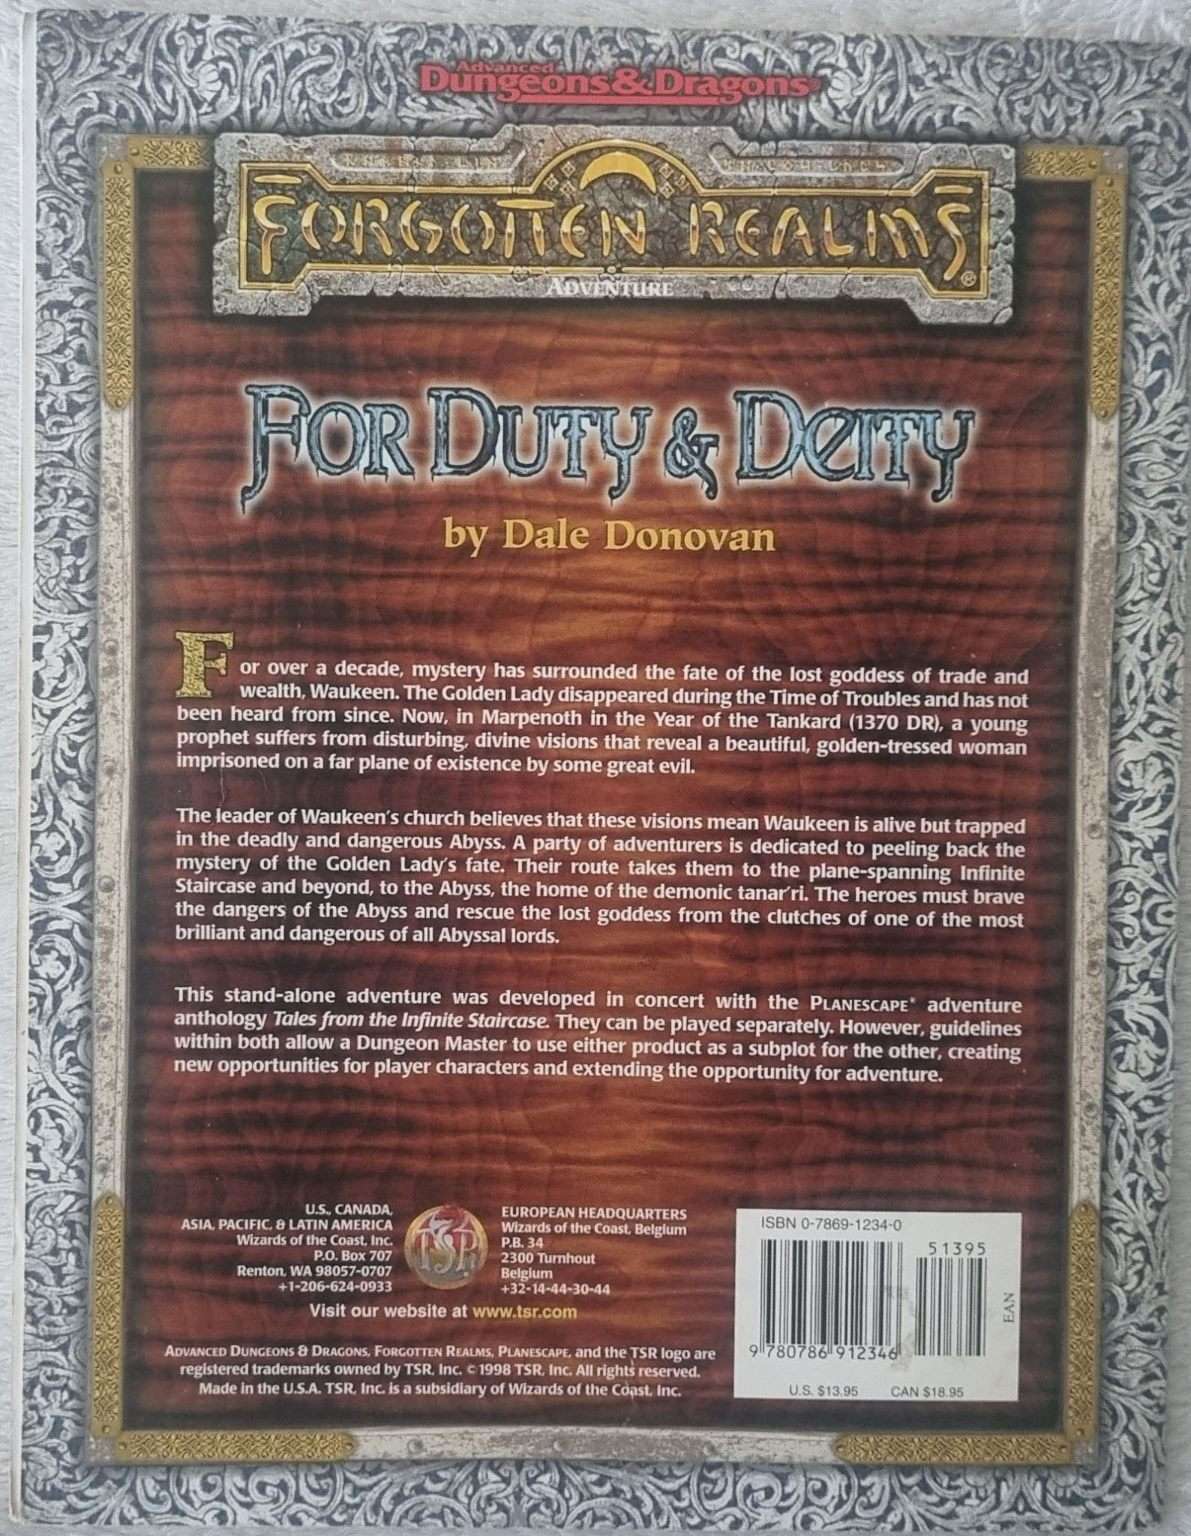 Advanced
Dungeons & Dragons®
FORGOTTEN REALMS®
ADVENTURE
FOR DUTY & DEITY
by Dale Donovan
For over a decade, mystery has surrounded the fate of the lost goddess of trade and
wealth, Waukeen. The Golden Lady disappeared during the Time of Troubles and has not
been heard from since. Now, in Marpenoth in the Year of the Tankard (1370 DR), a young
prophet suffers from disturbing, divine visions that reveal a beautiful, golden-tressed woman
imprisoned on a far plane of existence by some great evil.
The leader of Waukeen's church believes that these visions mean Waukeen is alive but trapped
in the deadly and dangerous Abyss. A party of adventurers is dedicated to peeling back the
mystery of the Golden Lady's fate. Their route takes them to the plane-spanning Infinite
Staircase and beyond, to the Abyss, the home of the demonic tanar'ri. The heroes must brave
the dangers of the Abyss and rescue the lost goddess from the clutches of one of the most
brilliant and dangerous of all Abyssal lords.
This stand-alone adventure was developed in concert with the PLANESCAPE® adventure
anthology Tales from the Infinite Staircase. They can be played separately. However, guidelines
within both allow a Dungeon Master to use either product as a subplot for the other, creating
new opportunities for player characters and extending the opportunity for adventure.
U.S., CANADA,
ASIA, PACIFIC, & LATIN AMERICA
Wizards of the Coast, Inc.
P.O. Box 707
Renton, WA 98057-0707
+1-206-624-0933
TSR
EUROPEAN HEADQUARTERS
Wizards of the Coast, Belgium
P.B. 34
2300 Turnhout
Belgium
+32-14-44-30-44
Visit our website at www.tsr.com
ADVANCED DUNGEONS & DRAGONS, FORGOTTEN REALMS, PLANESCAPE, and the TSR logo are
registered trademarks owned by TSR, Inc. ©1998 TSR, Inc. All rights reserved.
Made in the U.S.A. TSR, Inc. is a subsidiary of Wizards of the Coast, Inc.
ISBN 0-7869-1234-0
51395
EAN
9 780786 912346
U.S. $13.95 CAN $18.95